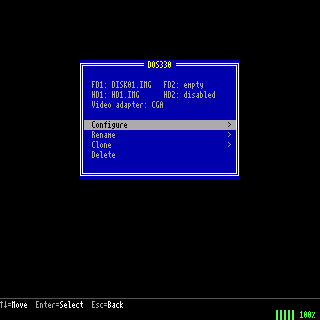 DOS330
FD1: DISK01.IMG FD2: empty
HD1: HD1.IMG HD2: disabled
Video adapter: CGA
Configure >
Rename >
Clone >
Delete
↑↓=Move Enter=Select Esc=Back
100%